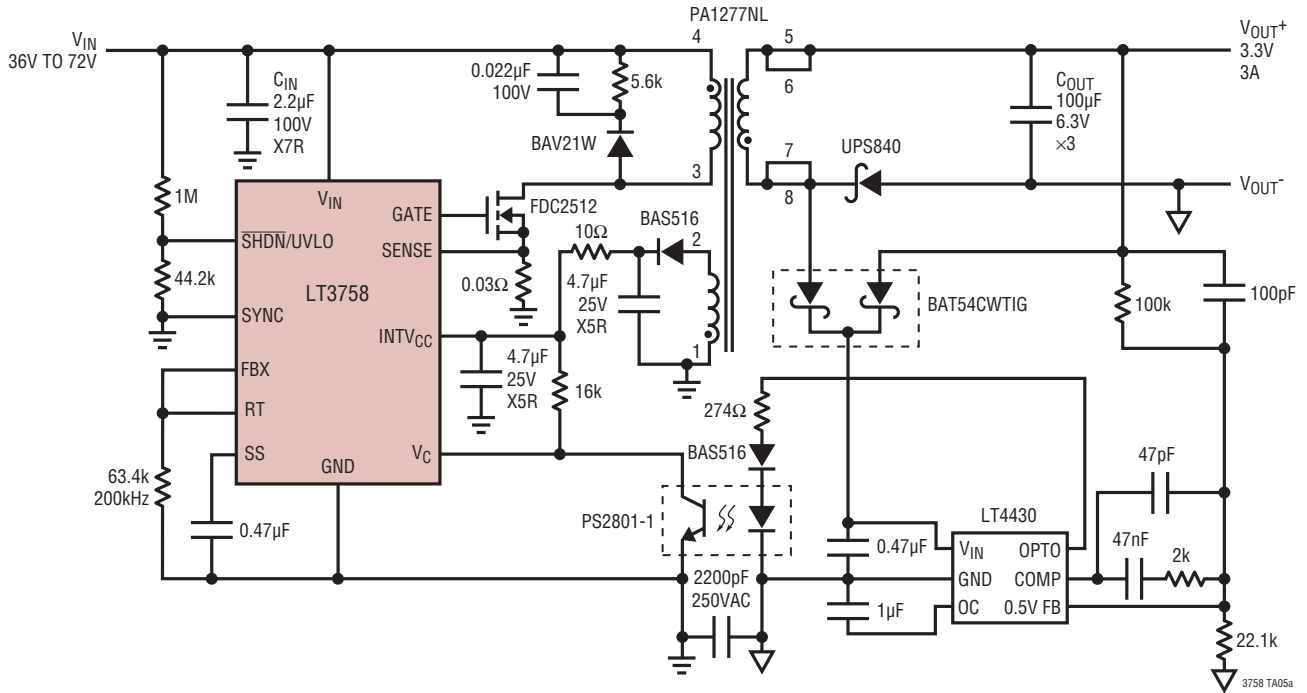 PA1277NL
VIN
36V TO 72V
CIN
2.2µF
100V
X7R
0.022µF
100V
5.6k
BAV21W
4
3
5
6
7
8
UPS840
COUT
100µF
6.3V
×3
VOUT+
3.3V
3A
VOUT-
1M
44.2k
VIN
SHDN/UVLO
SYNC
FBX
RT
SS
GND
LT3758
GATE
SENSE
INTVCC
VC
FDC2512
0.03Ω
10Ω
BAS516
2
1
4.7µF
25V
X5R
4.7µF
25V
X5R
16k
BAT54CWTIG
100k
100pF
274Ω
BAS516
PS2801-1
63.4k
200kHz
0.47µF
2200pF
250VAC
0.47µF
1µF
LT4430
VIN
GND
OC
OPTO
COMP
0.5V FB
47pF
47nF
2k
22.1k
3758 TA05a